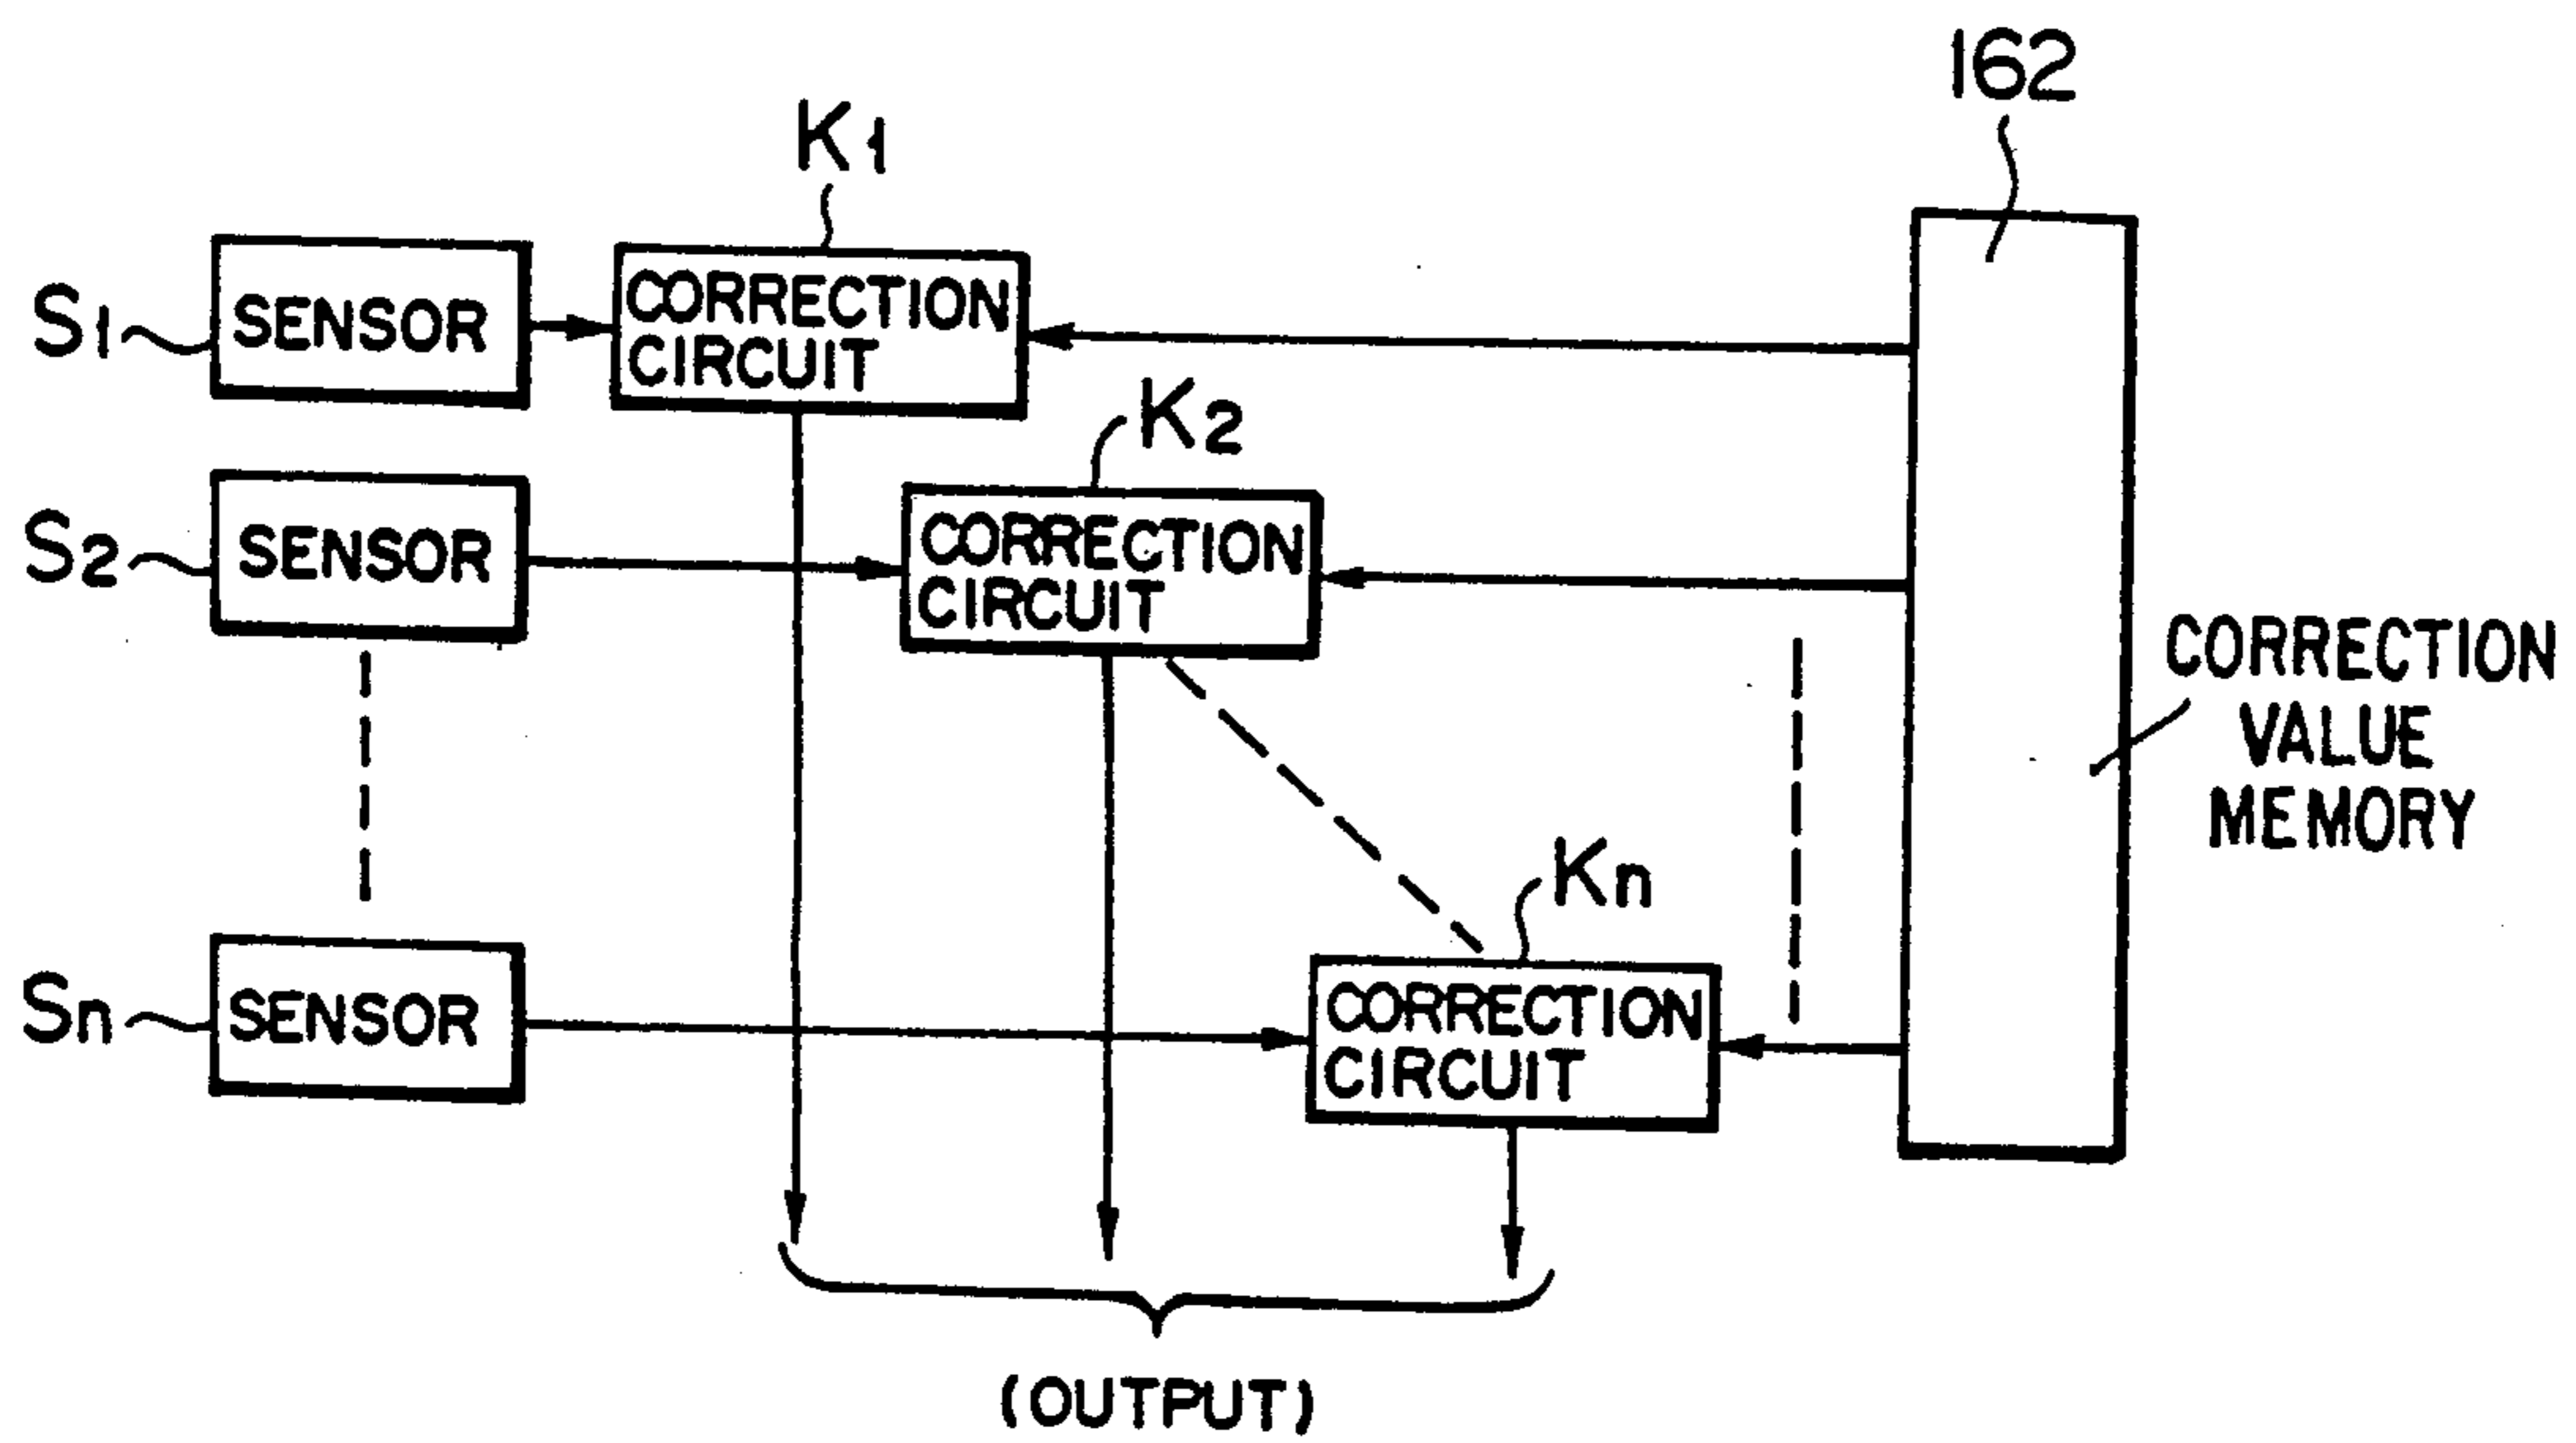 162
K1
S1
SENSOR
CORRECTION
CIRCUIT
K2
S2
SENSOR
CORRECTION
CIRCUIT
CORRECTION
VALUE
MEMORY
Kn
Sn
SENSOR
CORRECTION
CIRCUIT
(OUTPUT)